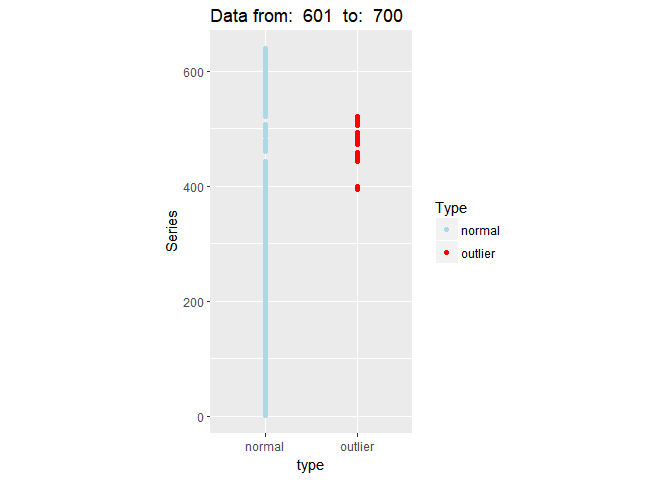 Data from:  601  to:  700
600
400
200
0
Series
normal
outlier
type
Type
normal
outlier